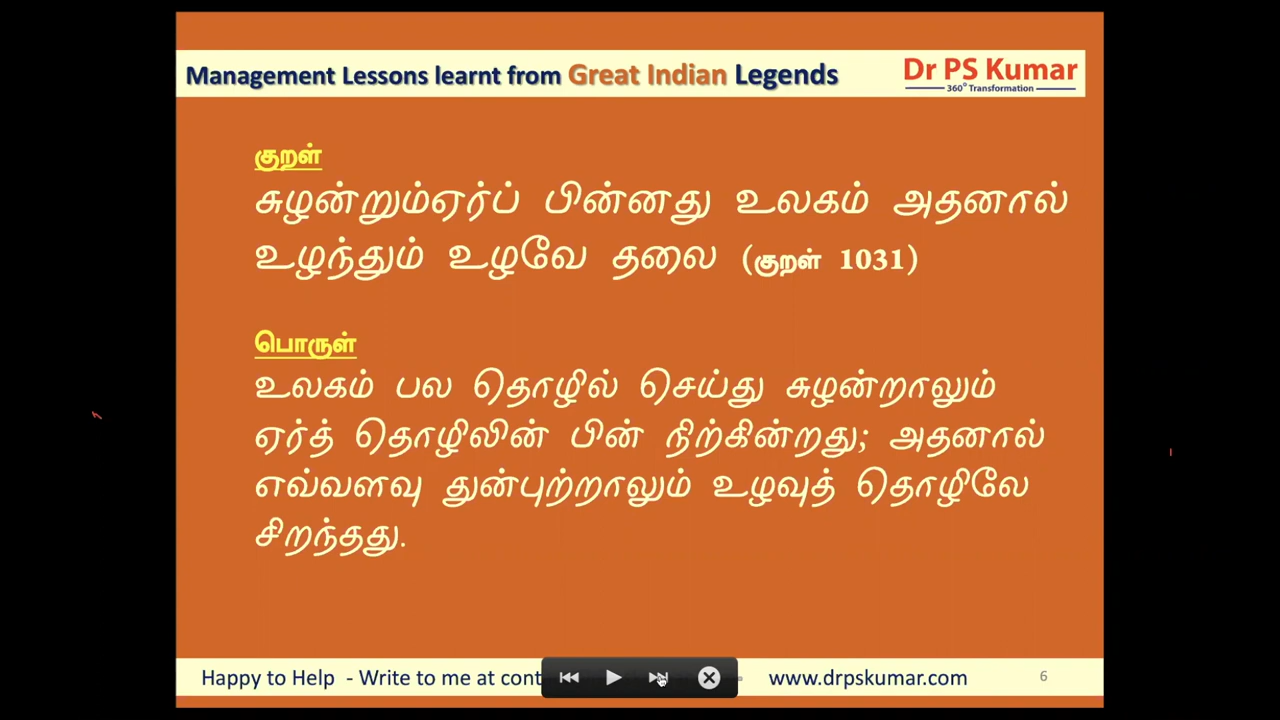 Management Lessons learnt from Great Indian Legends
Dr PS Kumar
360° Transformation
குறள்
சுழன்றும்ஏர்ப் பின்னது உலகம் அதனால்
உழந்தும் உழவே தலை (குறள் 1031)
பொருள்
உலகம் பல தொழில் செய்து சுழன்றாலும்
ஏர்த் தொழிலின் பின் நிற்கின்றது; அதனால்
எவ்வளவு துன்புற்றாலும் உழவுத் தொழிலே
சிறந்தது.
Happy to Help - Write to me at cont
www.drpskumar.com
6